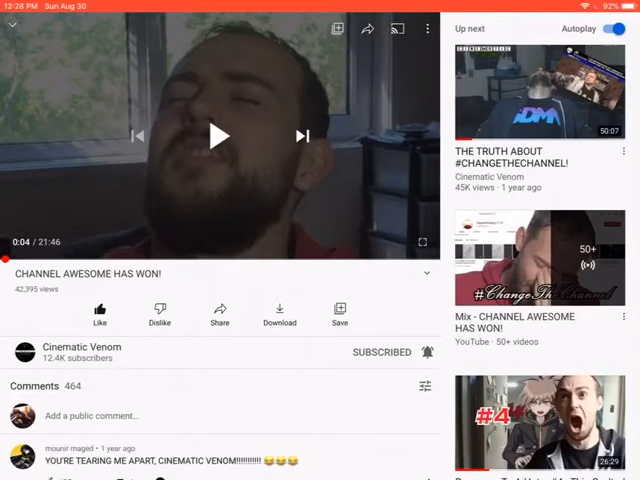 12:28 PM Sun Aug 30
92%
0:04 / 21:46
CHANNEL AWESOME HAS WON!
42,395 views
Like
Dislike
Share
Download
Save
Cinematic Venom
12.4K subscribers
SUBSCRIBED
Comments 464
Add a public comment...
mounir maged • 1 year ago
YOU'RE TEARING ME APART, CINEMATIC VENOM!!!!!!!!!!! 😂😂😂
Up next
Autoplay
iDM
50:07
THE TRUTH ABOUT
#CHANGETHECHANNEL!
Cinematic Venom
45K views · 1 year ago
50+
#ChangeTheChannel
Mix - CHANNEL AWESOME
HAS WON!
YouTube · 50+ videos
#4
26:29